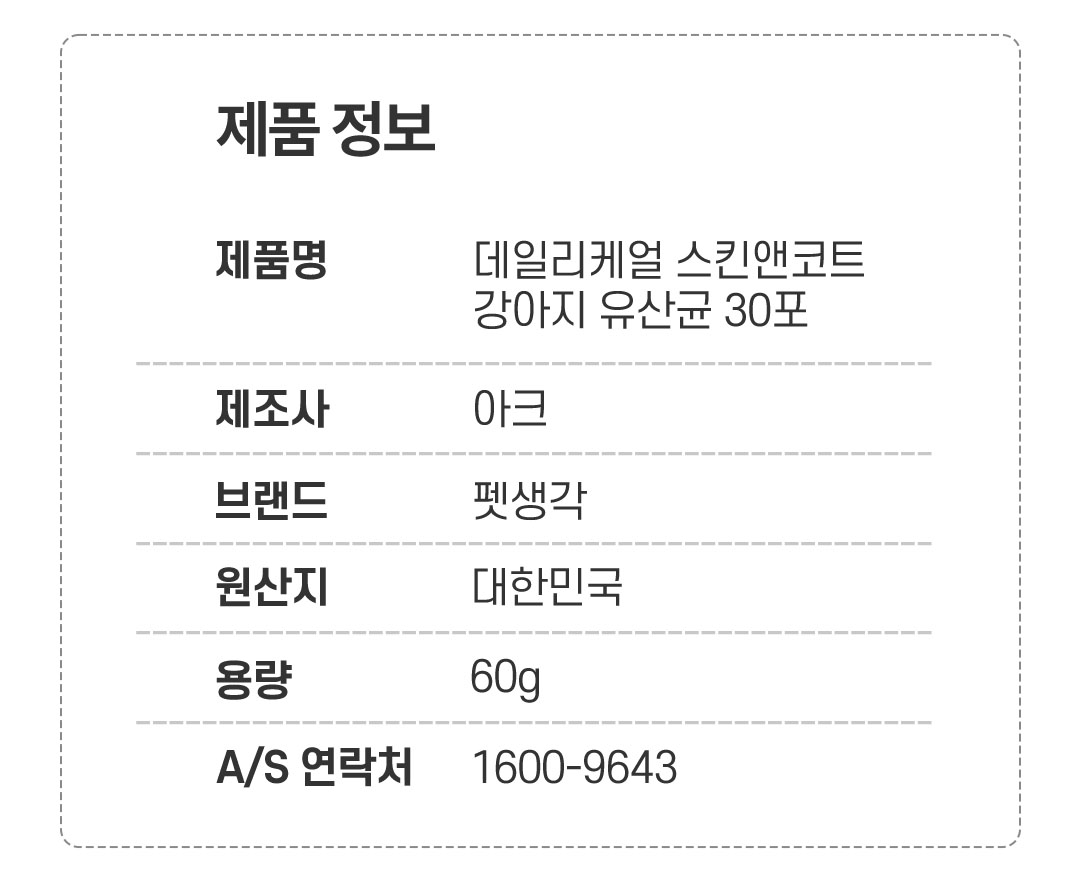 제품 정보
제품명 데일리케얼 스킨앤코트
강아지 유산균 30포
제조사 아크
브랜드 펫생각
원산지 대한민국
용량 60g
A/S 연락처 1600-9643